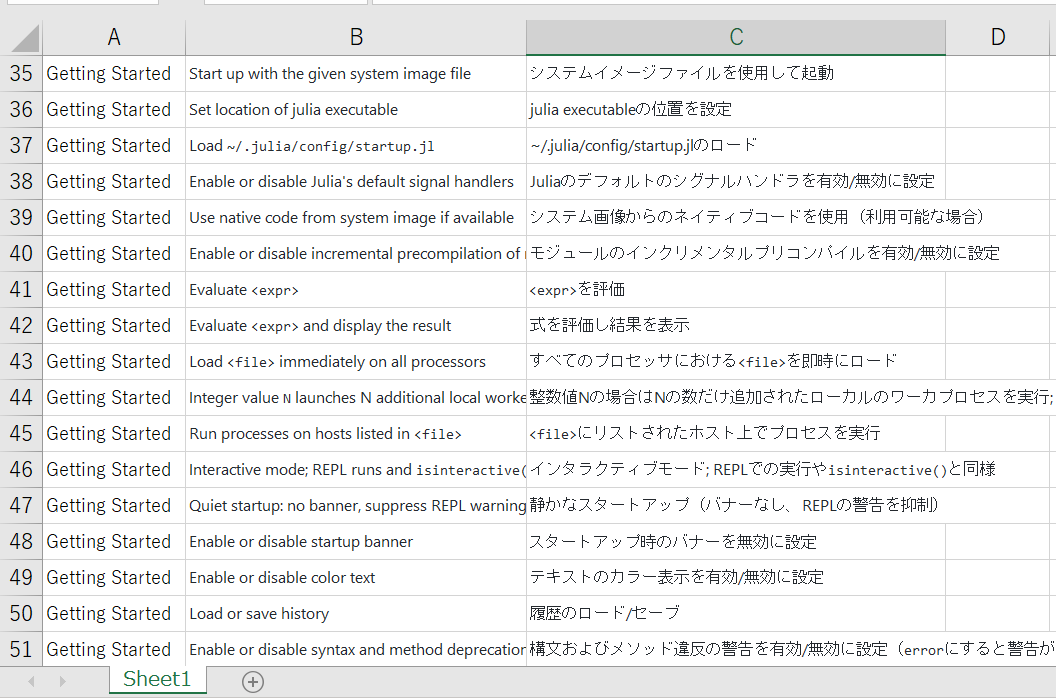 A B C D
35 Getting Started Start up with the given system image file システムイメージファイルを使用して起動
36 Getting Started Set location of julia executable julia executableの位置を設定
37 Getting Started Load ~/.julia/config/startup.jl ~/.julia/config/startup.jlのロード
38 Getting Started Enable or disable Julia's default signal handlers Juliaのデフォルトのシグナルハンドラを有効/無効に設定
39 Getting Started Use native code from system image if available システム画像からのネイティブコードを使用（利用可能な場合）
40 Getting Started Enable or disable incremental precompilation of モジュールのインクリメンタルプリコンパイルを有効/無効に設定
41 Getting Started Evaluate <expr> <expr>を評価
42 Getting Started Evaluate <expr> and display the result 式を評価し結果を表示
43 Getting Started Load <file> immediately on all processors すべてのプロセッサにおける<file>を即時にロード
44 Getting Started Integer value N launches N additional local worke 整数値Nの場合はNの数だけ追加されたローカルのワーカプロセスを実行;
45 Getting Started Run processes on hosts listed in <file> <file>にリストされたホスト上でプロセスを実行
46 Getting Started Interactive mode; REPL runs and isinteractive( インタラクティブモード; REPLでの実行やisinteractive()と同様
47 Getting Started Quiet startup: no banner, suppress REPL warning 静かなスタートアップ（バナーなし、REPLの警告を抑制）
48 Getting Started Enable or disable startup banner スタートアップ時のバナーを無効に設定
49 Getting Started Enable or disable color text テキストのカラー表示を有効/無効に設定
50 Getting Started Load or save history 履歴のロード/セーブ
51 Getting Started Enable or disable syntax and method deprecation 構文およびメソッド違反の警告を有効/無効に設定（errorにすると警告が
Sheet1